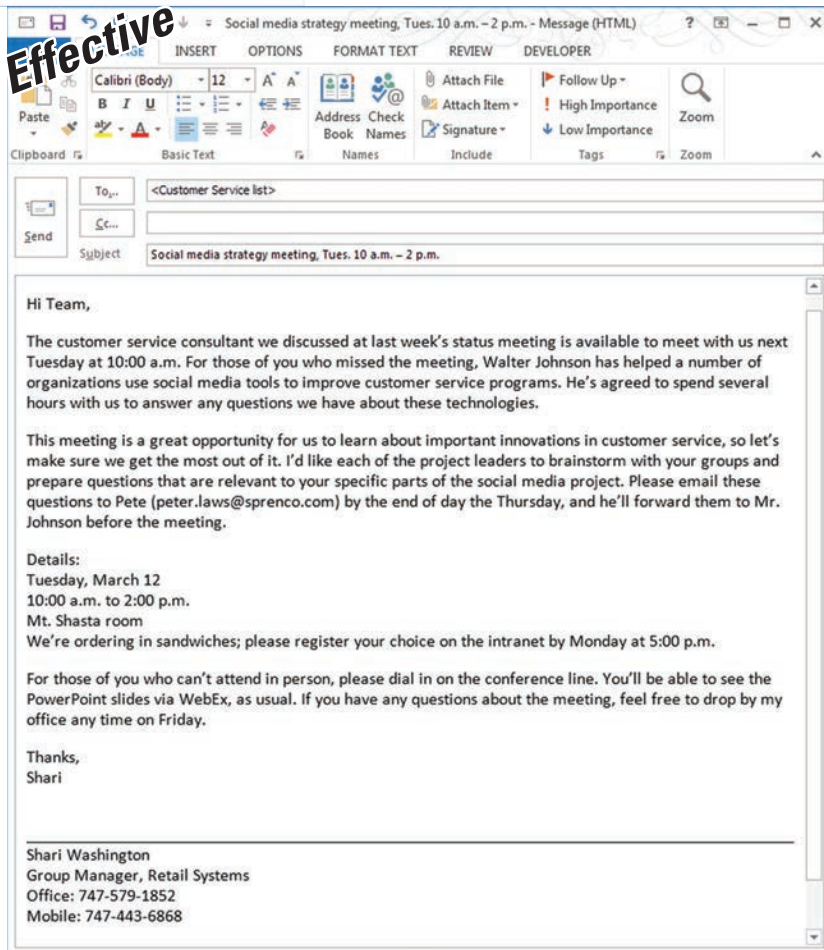 Social media strategy meeting, Tues. 10 a.m. – 2 p.m. - Message (HTML)
Effective
INSERT OPTIONS FORMAT TEXT REVIEW DEVELOPER
Calibri (Body) 12 A A
Attach File
Follow Up
Paste
B I U
Address Book
Check Names
Attach Item
High Importance
Zoom
Signature
Low Importance
Clipboard Basic Text Names Include Tags Zoom
To... <Customer Service list>
Cc...
Send
Subject Social media strategy meeting, Tues. 10 a.m. – 2 p.m.
Hi Team,
The customer service consultant we discussed at last week’s status meeting is available to meet with us next
Tuesday at 10:00 a.m. For those of you who missed the meeting, Walter Johnson has helped a number of
organizations use social media tools to improve customer service programs. He’s agreed to spend several
hours with us to answer any questions we have about these technologies.
This meeting is a great opportunity for us to learn about important innovations in customer service, so let’s
make sure we get the most out of it. I’d like each of the project leaders to brainstorm with your groups and
prepare questions that are relevant to your specific parts of the social media project. Please email these
questions to Pete (peter.laws@sprenco.com) by the end of day the Thursday, and he’ll forward them to Mr.
Johnson before the meeting.
Details:
Tuesday, March 12
10:00 a.m. to 2:00 p.m.
Mt. Shasta room
We’re ordering in sandwiches; please register your choice on the intranet by Monday at 5:00 p.m.
For those of you who can’t attend in person, please dial in on the conference line. You’ll be able to see the
PowerPoint slides via WebEx, as usual. If you have any questions about the meeting, feel free to drop by my
office any time on Friday.
Thanks,
Shari
Shari Washington
Group Manager, Retail Systems
Office: 747-579-1852
Mobile: 747-443-6868